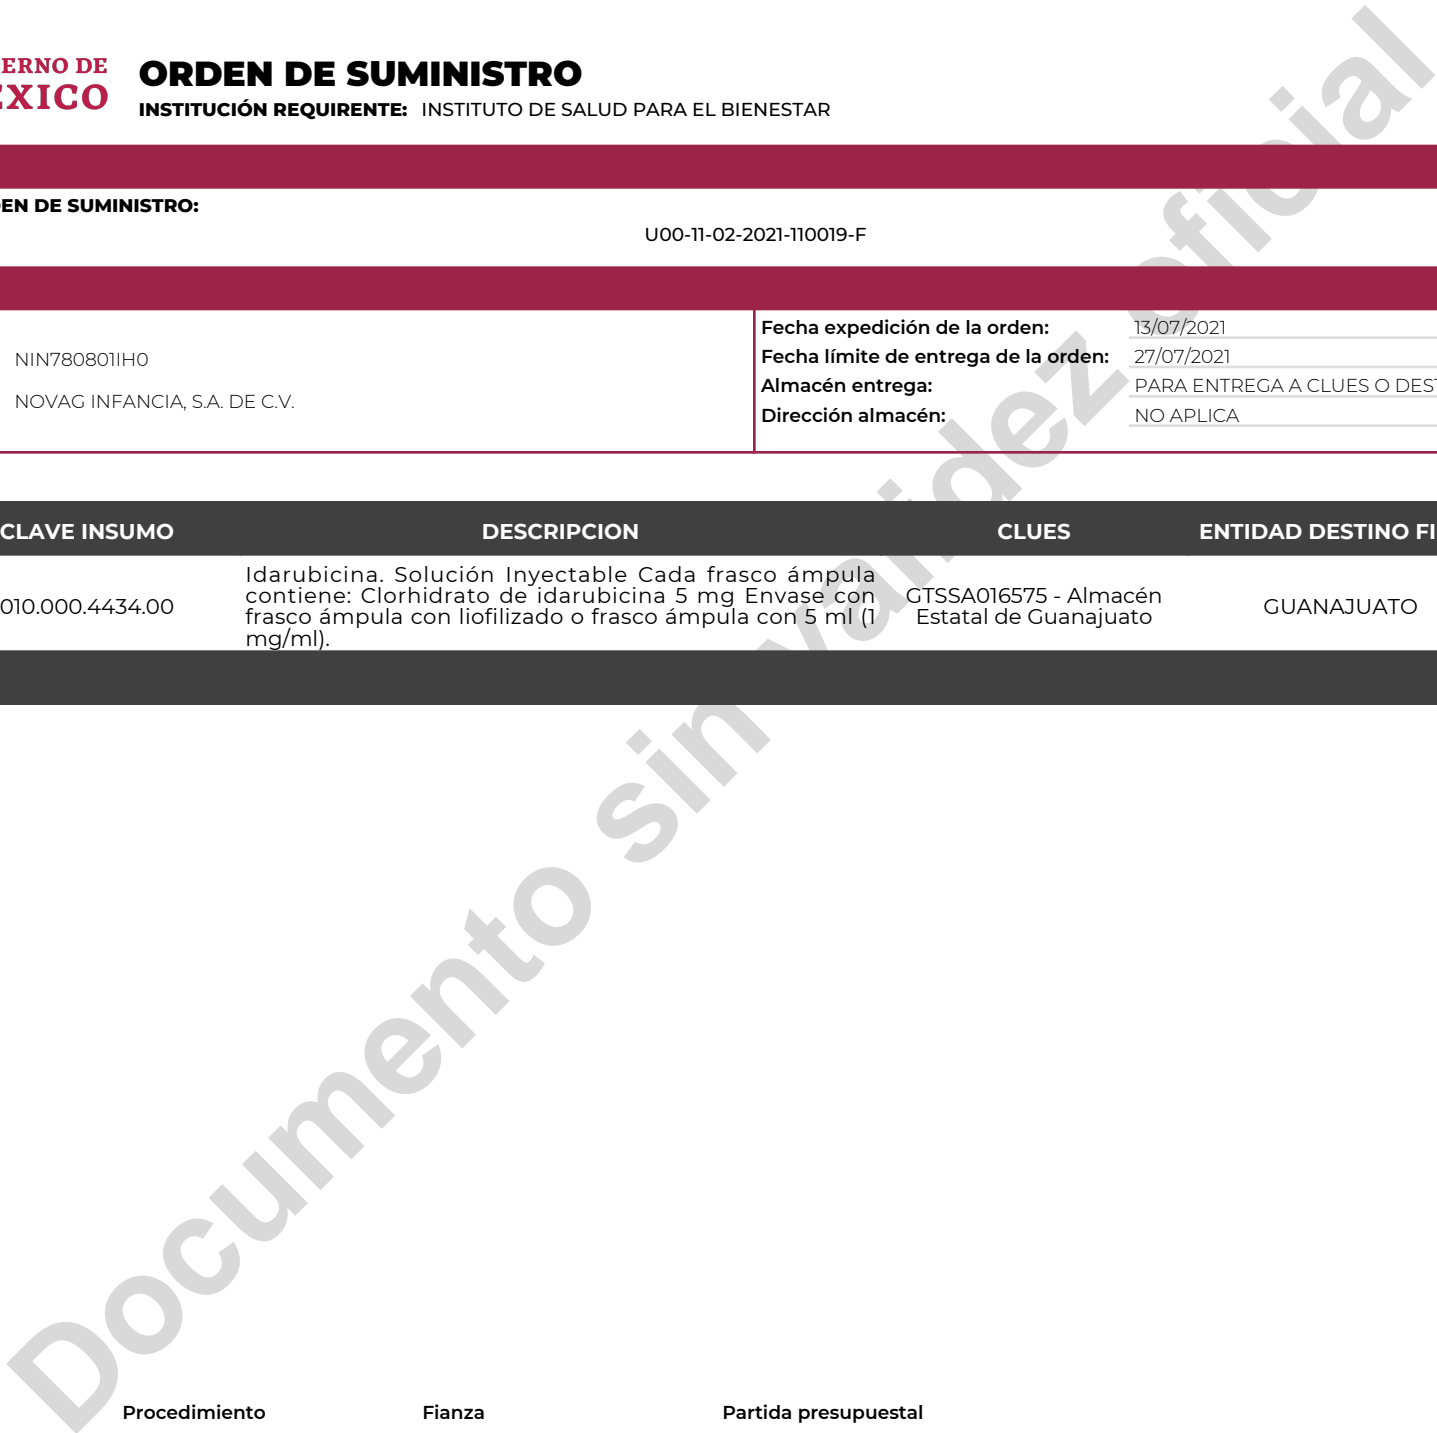 ERNO DE
ÉXICO
ORDEN DE SUMINISTRO
INSTITUCIÓN REQUIRENTE: INSTITUTO DE SALUD PARA EL BIENESTAR
EN DE SUMINISTRO:
U00-11-02-2021-110019-F
NIN780801IH0
NOVAG INFANCIA, S.A. DE C.V.
Fecha expedición de la orden: 13/07/2021
Fecha límite de entrega de la orden: 27/07/2021
Almacén entrega: PARA ENTREGA A CLUES O DEST
Dirección almacén: NO APLICA
CLAVE INSUMO DESCRIPCION CLUES ENTIDAD DESTINO FI
010.000.4434.00
Idarubicina. Solución Inyectable Cada frasco ámpula
contiene: Clorhidrato de idarubicina 5 mg Envase con
frasco ámpula con liofilizado o frasco ámpula con 5 ml (1
mg/ml).
GTSSA016575 - Almacén
Estatal de Guanajuato
GUANAJUATO
Documento sin validez oficial
Procedimiento Fianza Partida presupuestal